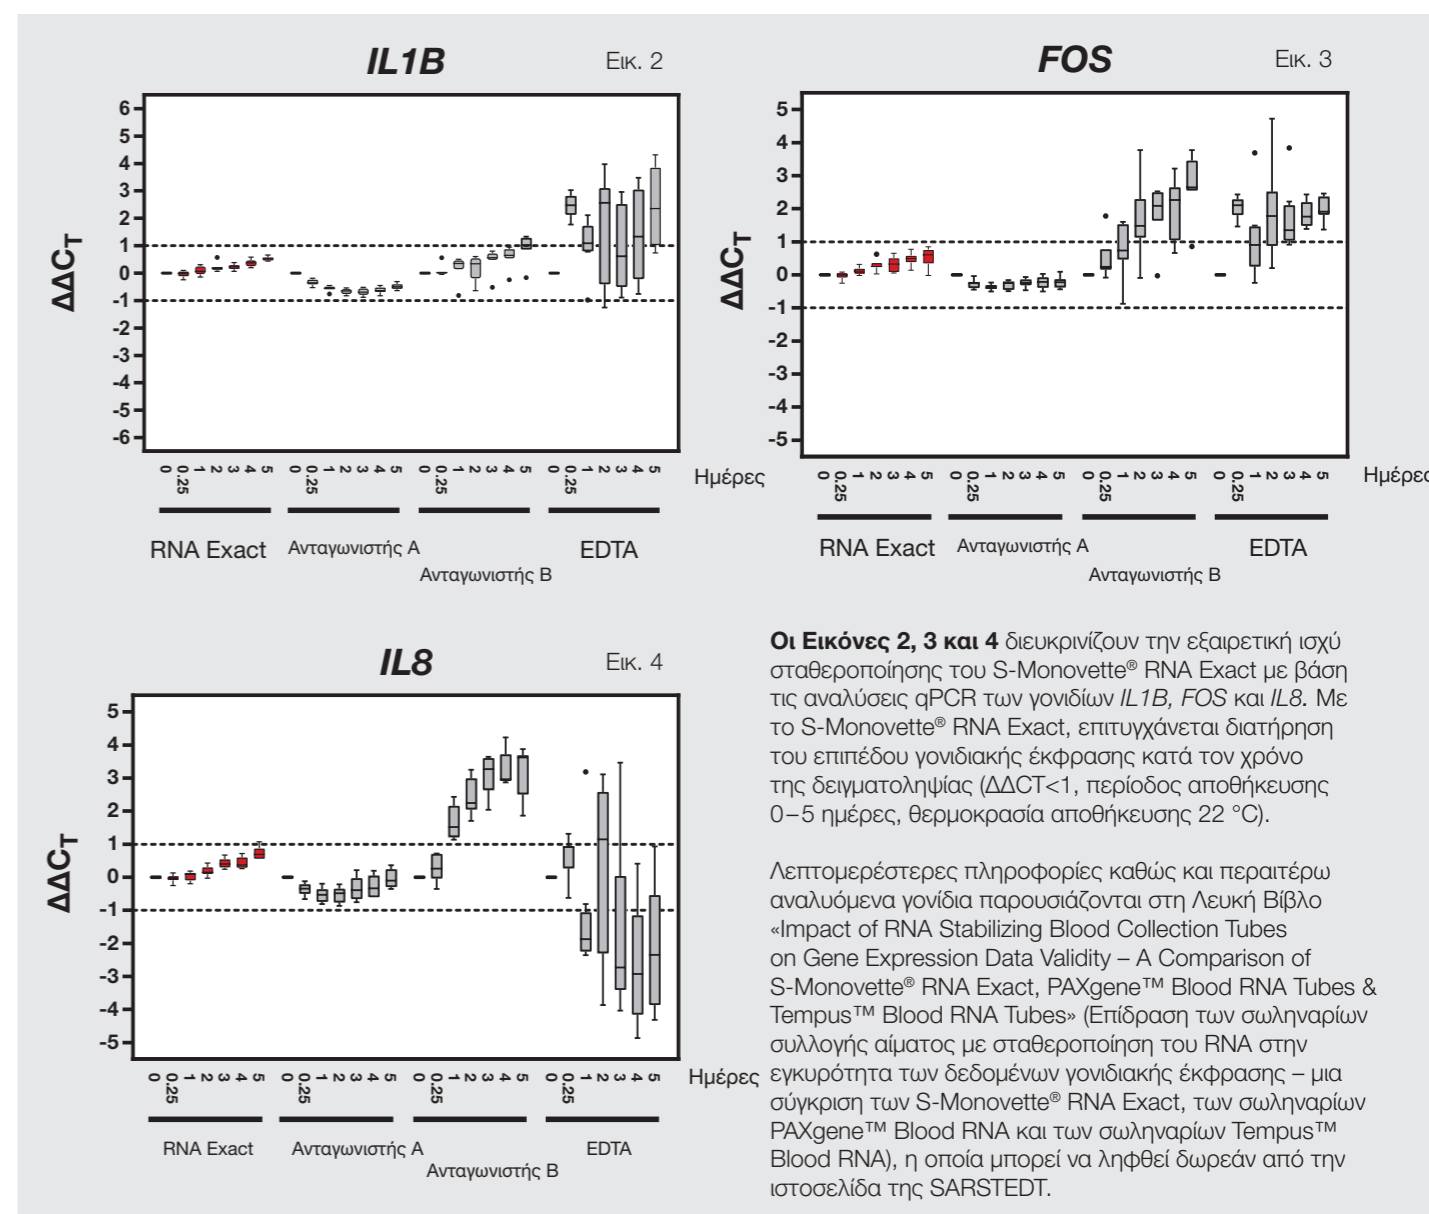 IL1B Εικ. 2
6
5
4
3
2
1
0
-1
-2
-3
-4
-5
-6
ΔΔCT
0 0.25 1 2 3 4 5 0 0.25 1 2 3 4 5 0 0.25 1 2 3 4 5 0 0.25 1 2 3 4 5 Ημέρες
RNA Exact Ανταγωνιστής A Ανταγωνιστής B EDTA
FOS Εικ. 3
5
4
3
2
1
0
-1
-2
-3
-4
-5
ΔΔCT
0 0.25 1 2 3 4 5 0 0.25 1 2 3 4 5 0 0.25 1 2 3 4 5 0 0.25 1 2 3 4 5 Ημέρες
RNA Exact Ανταγωνιστής A Ανταγωνιστής B EDTA
IL8 Εικ. 4
5
4
3
2
1
0
-1
-2
-3
-4
-5
ΔΔCT
0 0.25 1 2 3 4 5 0 0.25 1 2 3 4 5 0 0.25 1 2 3 4 5 0 0.25 1 2 3 4 5 Ημέρες
RNA Exact Ανταγωνιστής A Ανταγωνιστής B EDTA
Οι Εικόνες 2, 3 και 4 διευκρινίζουν την εξαιρετική ισχύ
σταθεροποίησης του S-Monovette® RNA Exact με βάση
τις αναλύσεις qPCR των γονιδίων IL1B, FOS και IL8. Με
το S-Monovette® RNA Exact, επιτυγχάνεται διατήρηση
του επιπέδου γονιδιακής έκφρασης κατά τον χρόνο
της δειγματοληψίας (ΔΔCT<1, περίοδος αποθήκευσης
0–5 ημέρες, θερμοκρασία αποθήκευσης 22 °C).
Λεπτομερέστερες πληροφορίες καθώς και περαιτέρω
αναλυόμενα γονίδια παρουσιάζονται στη Λευκή Βίβλο
«Impact of RNA Stabilizing Blood Collection Tubes
on Gene Expression Data Validity – A Comparison of
S-Monovette® RNA Exact, PAXgene™ Blood RNA Tubes &
Tempus™ Blood RNA Tubes» (Επίδραση των σωληναρίων
συλλογής αίματος με σταθεροποίηση του RNA στην
εγκυρότητα των δεδομένων γονιδιακής έκφρασης – μια
σύγκριση των S-Monovette® RNA Exact, των σωληναρίων
PAXgene™ Blood RNA και των σωληναρίων Tempus™
Blood RNA), η οποία μπορεί να ληφθεί δωρεάν από την
ιστοσελίδα της SARSTEDT.